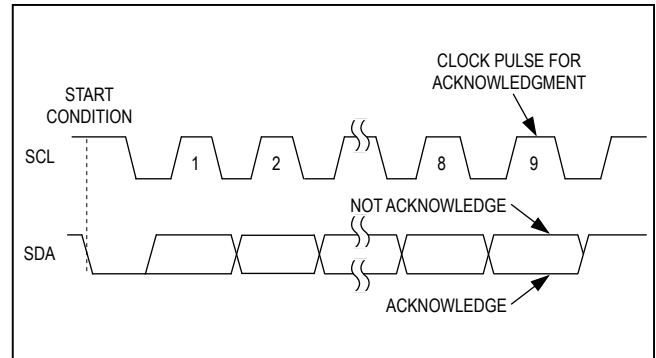 CLOCK PULSE FOR
ACKNOWLEDGMENT
START
CONDITION
SCL
1
2
8
9
NOT ACKNOWLEDGE
SDA
ACKNOWLEDGE